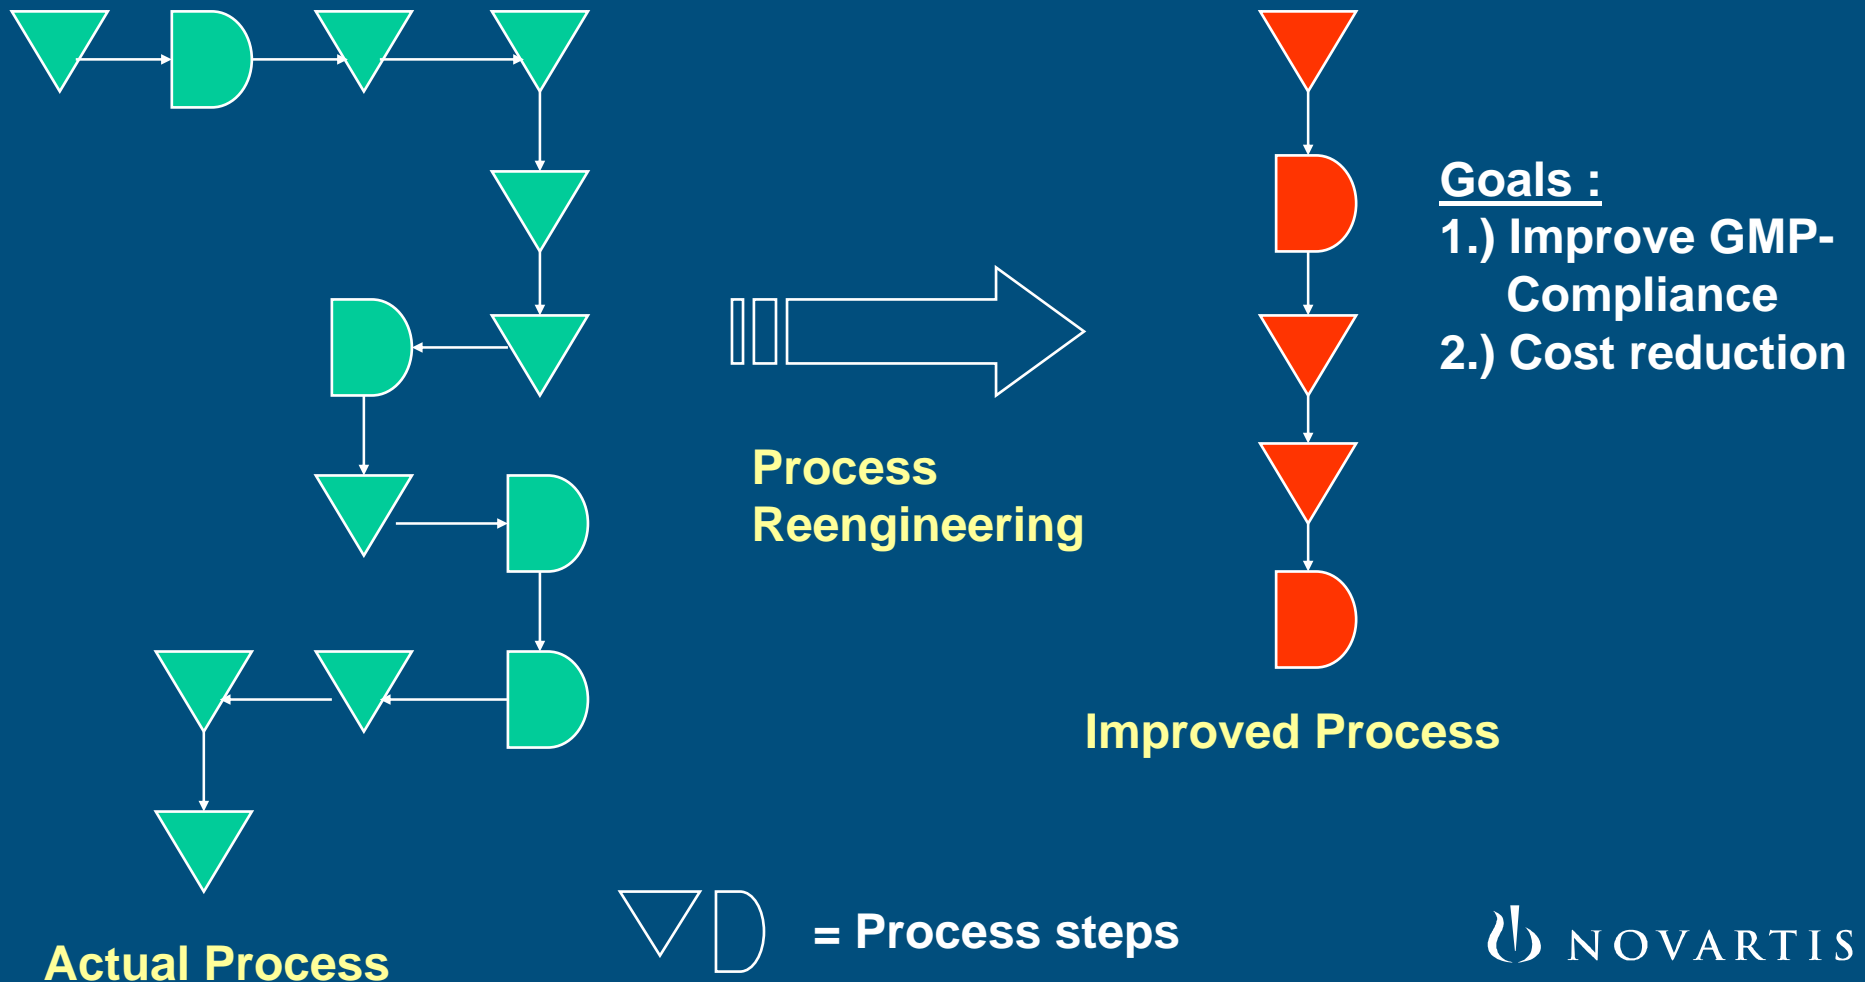 Goals :
1.) Improve GMP-
Compliance
2.) Cost reduction
Process
Reengineering
Improved Process
= Process steps
Actual Process
NOVARTIS